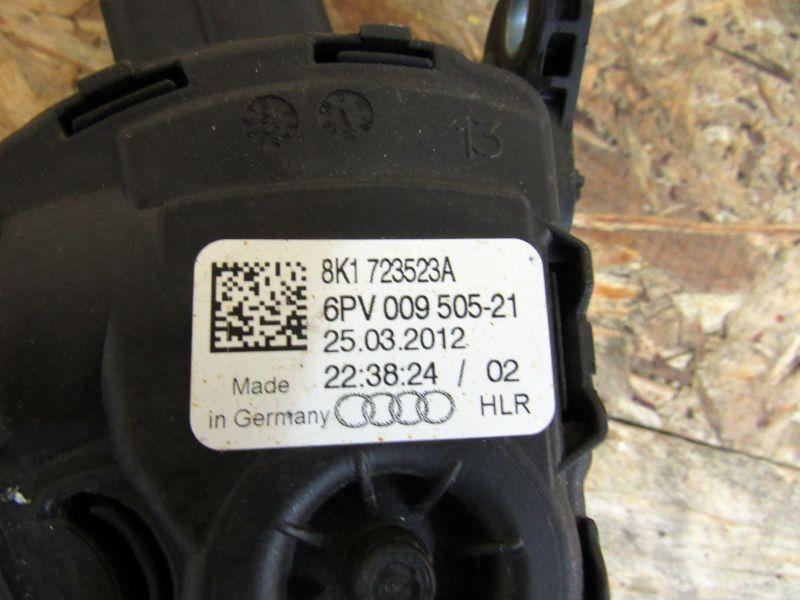 13
8K1 723523A
6PV 009 505-21
25.03.2012
22:38:24 / 02
Made
in Germany
HLR